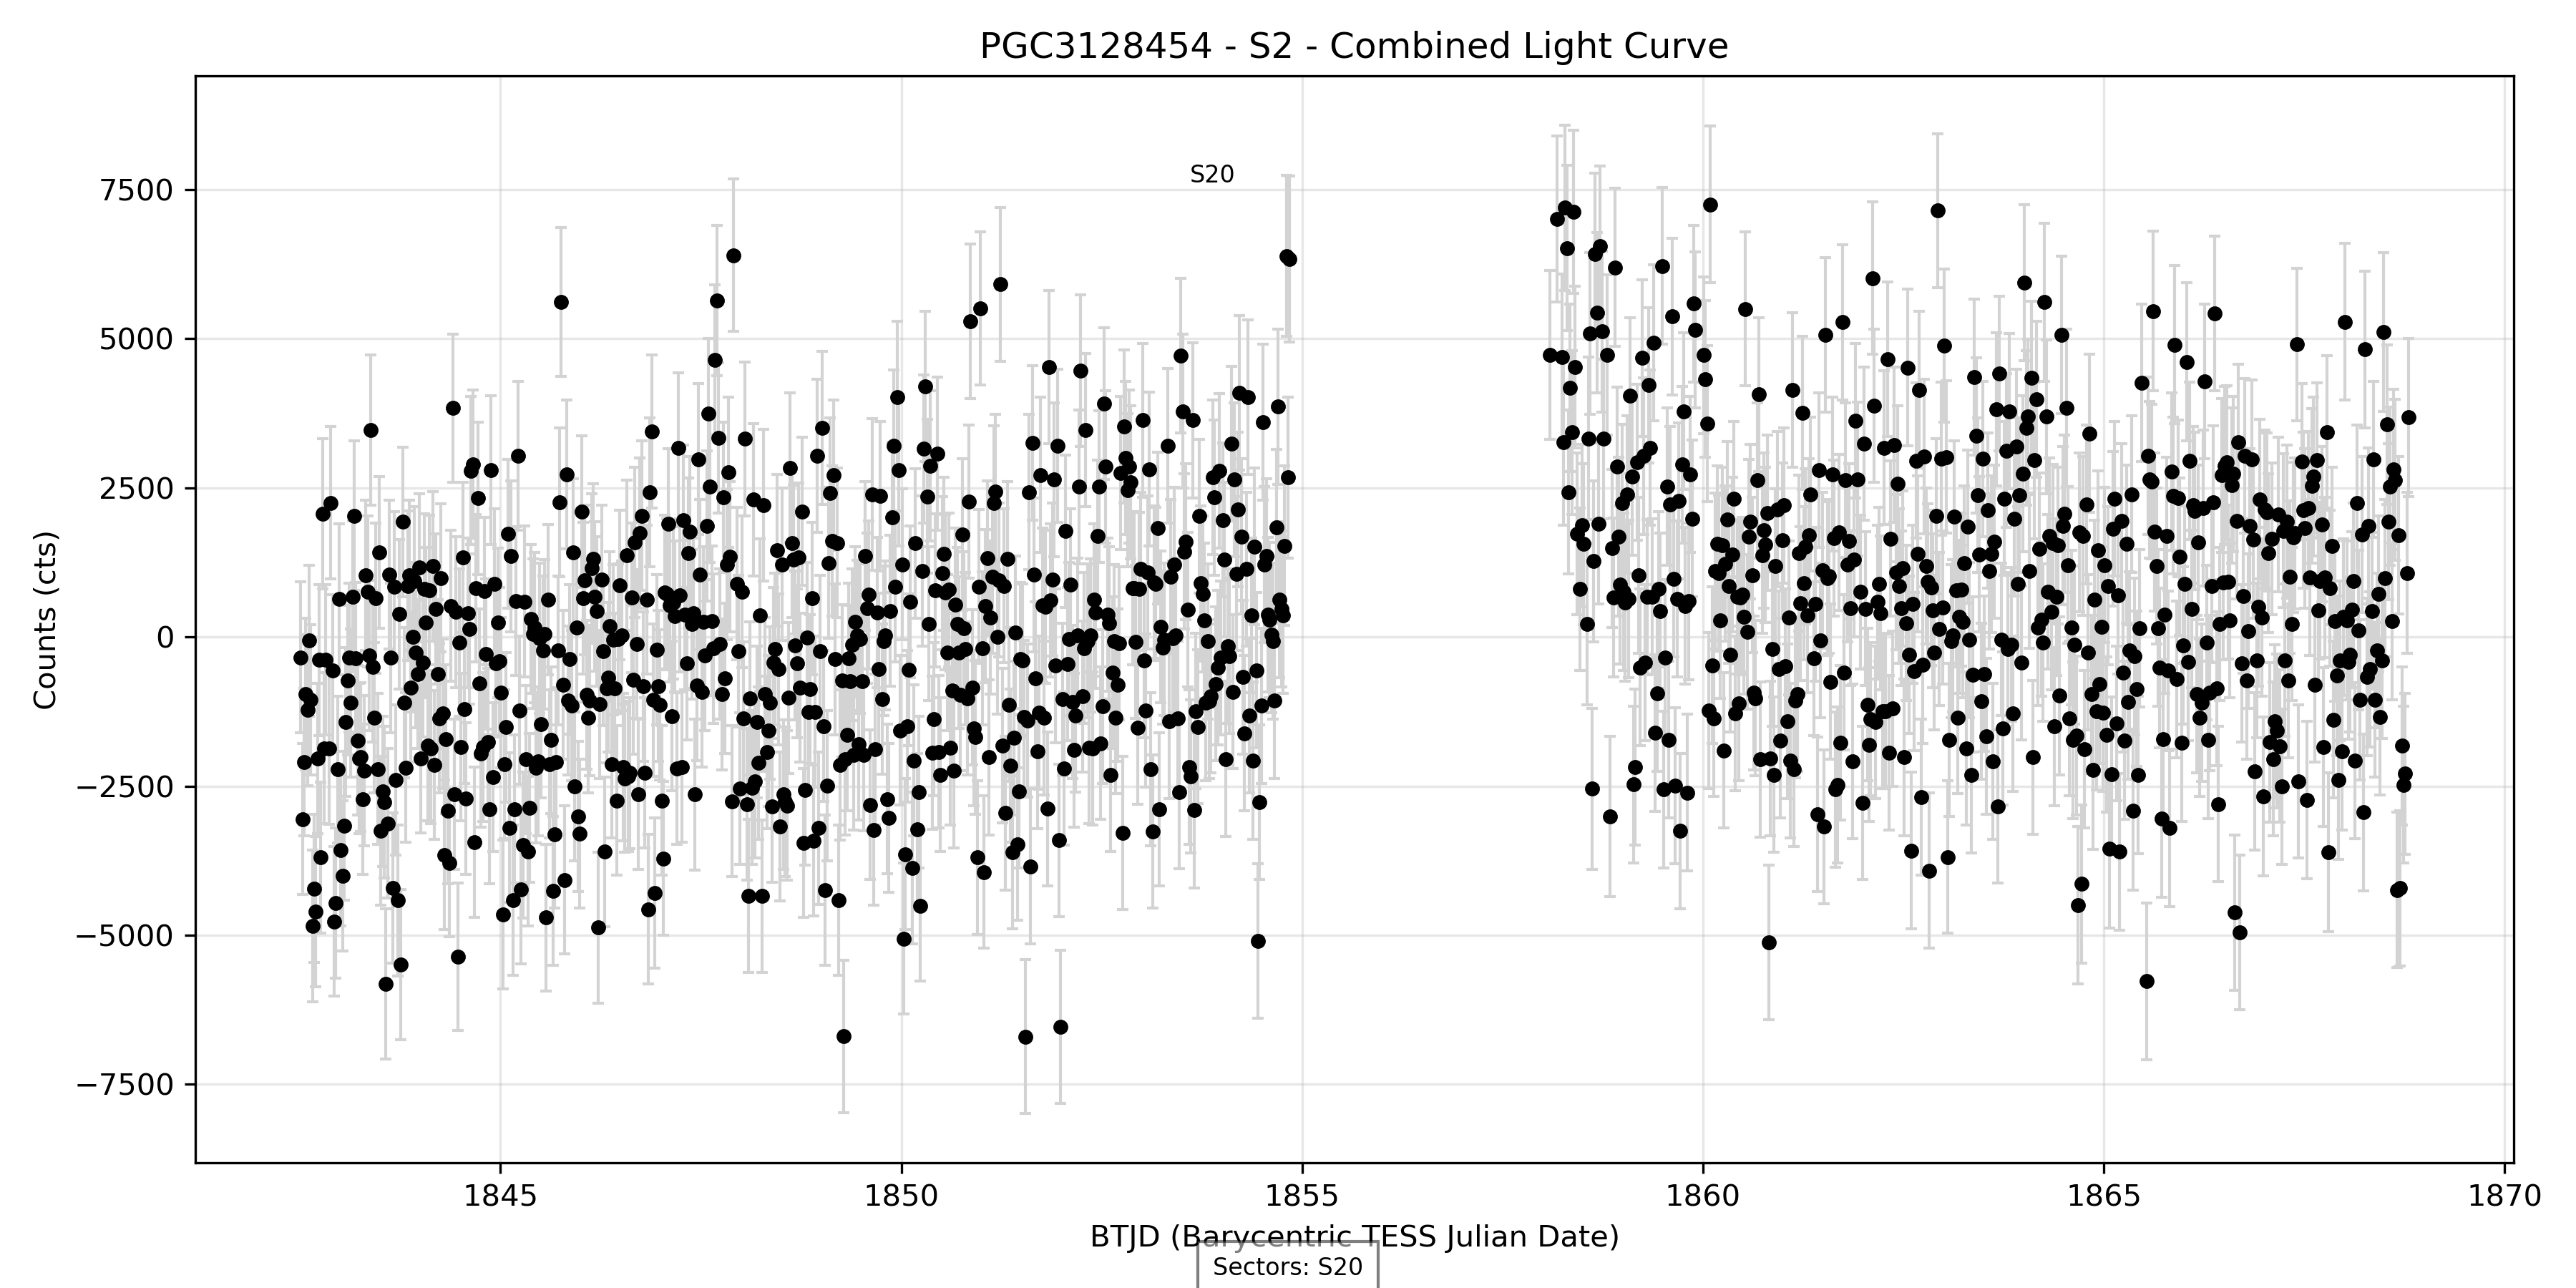 PGC3128454 - S2 - Combined Light Curve
S20
7500
5000
2500
0
−2500
−5000
−7500
Counts (cts)
1845 1850 1855 1860 1865 1870
BTJD (Barycentric TESS Julian Date)
Sectors: S20